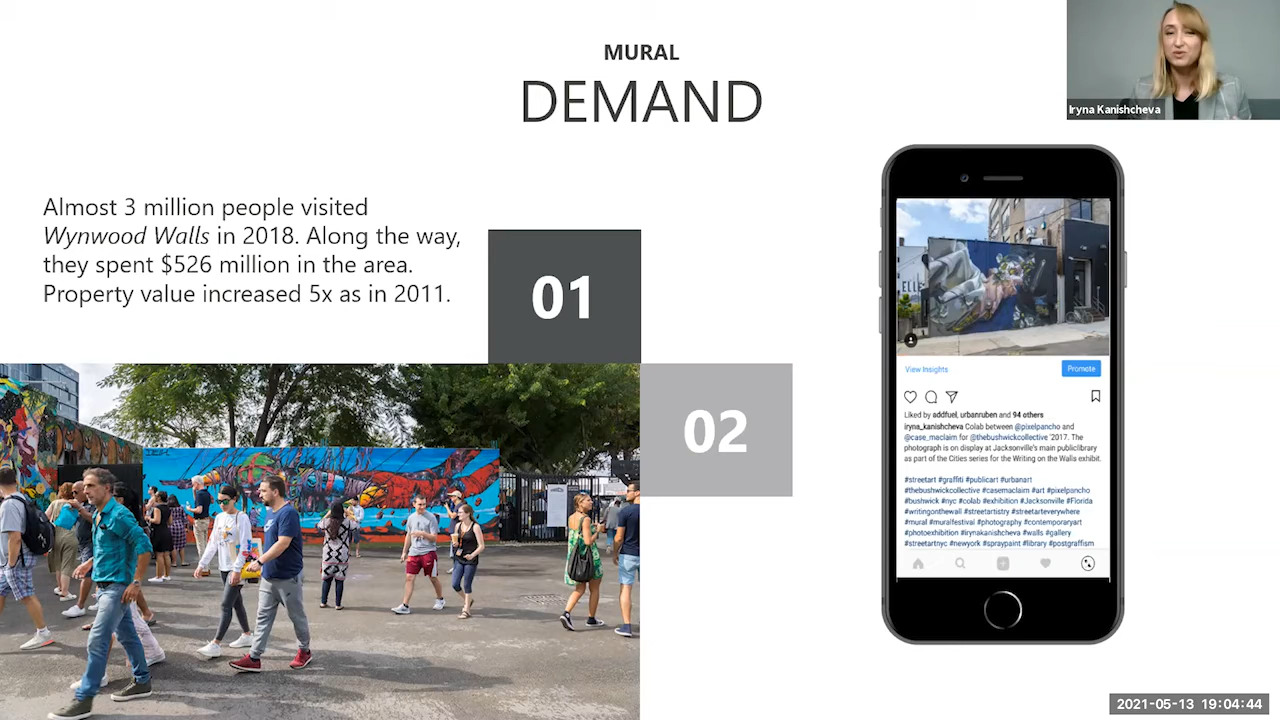 MURAL
DEMAND
Iryna Kanishcheva
Almost 3 million people visited
Wynwood Walls in 2018. Along the way,
they spent $526 million in the area.
Property value increased 5x as in 2011.
01
02
ELLE
View Insights
Promote
Liked by addfuel, urbanruben and 94 others
iryna_kanishcheva Colab between @pixelpancho and
@case_maclaim for @thebushwickcollective '2017. The
photograph is on display at Jacksonville's main publiclibrary
as part of the Cities series for the Writing on the Walls exhibit.
#streetart #graffiti #publicart #urbanart
#thebushwickcollective #casemaclaim #art #pixelpancho
#bushwick #nyc #colab #exhibition #Jacksonville #Florida
#writingonthewall #streetartistry #streetarteverywhere
#mural #muralfestival #photography #contemporaryart
#photoexhibition #irynakanishcheva #walls #gallery
#streetartnyc #newyork #spraypaint #library #postgraffism
2021-05-13 19:04:44